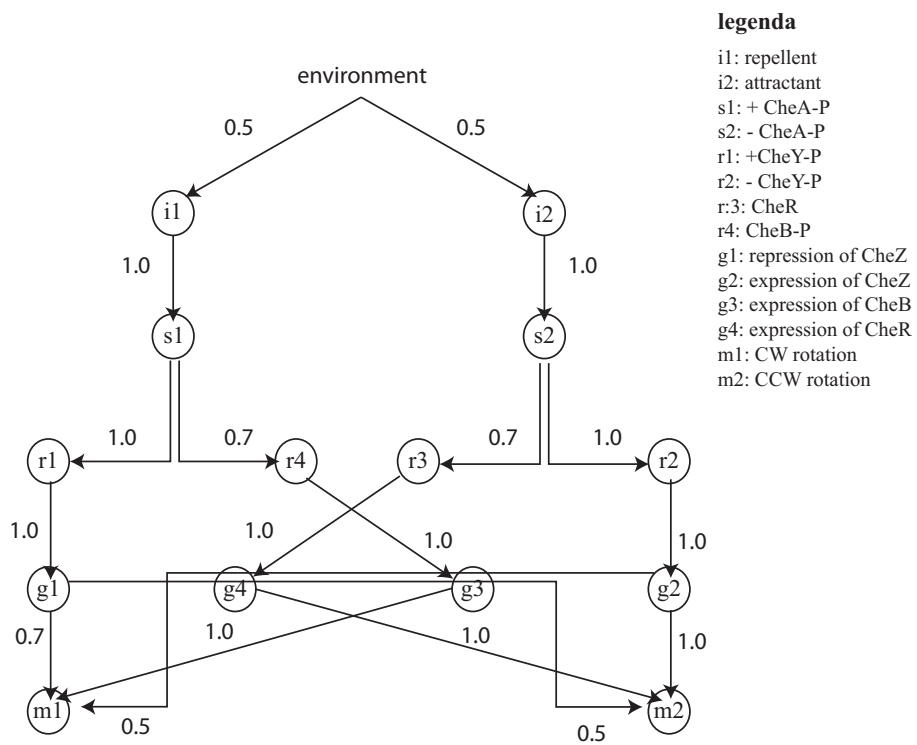 legenda
i1: repellent
i2: attractant
s1: + CheA-P
s2: - CheA-P
r1: +CheY-P
r2: - CheY-P
r:3: CheR
r4: CheB-P
g1: repression of CheZ
g2: expression of CheZ
g3: expression of CheB
g4: expression of CheR
m1: CW rotation
m2: CCW rotation
environment
0.5 0.5
i1 i2
1.0 1.0
s1 s2
1.0 0.7 0.7 1.0
r1 r4 r3 r2
1.0 1.0 1.0 1.0
g1 g4 g3 g2
0.7 1.0 1.0 1.0
m1 m2
0.5 0.5